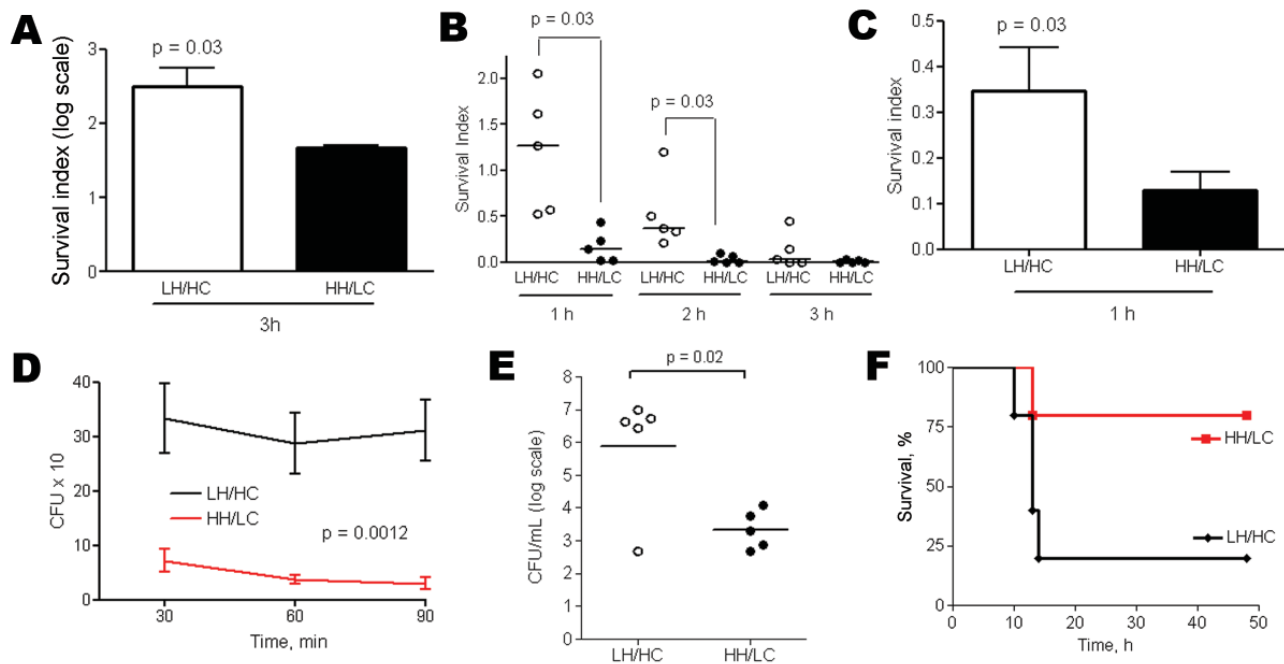 A
p = 0.03
Survival index (log scale)
3
2
1
0
LH/HC
HH/LC
3h
B
p = 0.03
p = 0.03
Survival Index
2.0
1.5
1.0
0.5
0.0
LH/HC HH/LC LH/HC HH/LC LH/HC HH/LC
1 h 2 h 3 h
C
p = 0.03
Survival index
0.5
0.4
0.3
0.2
0.1
0.0
LH/HC
HH/LC
1 h
D
CFU x 10
40
30
20
10
0
LH/HC
HH/LC
p = 0.0012
30 60 90
Time, min
E
p = 0.02
CFU/mL (log scale)
8
7
6
5
4
3
2
1
0
LH/HC HH/LC
F
Survival, %
100
75
50
25
0
HH/LC
LH/HC
0 10 20 30 40 50
Time, h